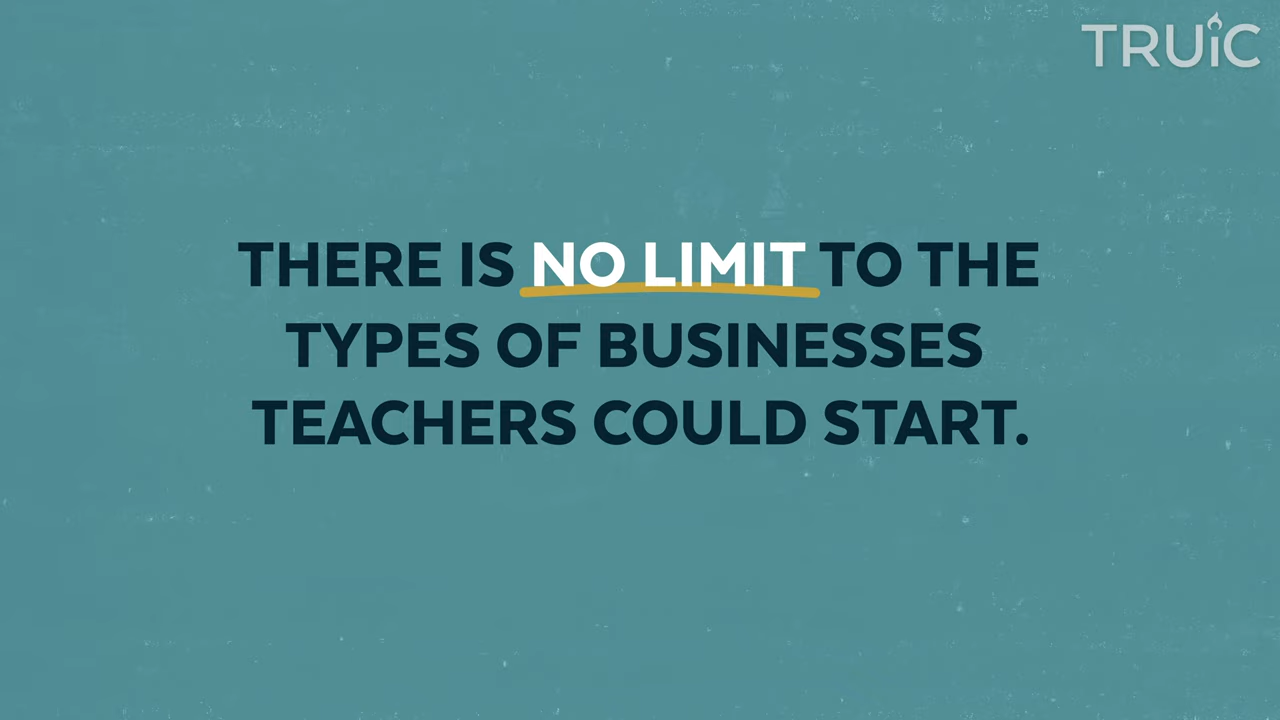 TRUiC
THERE IS NO LIMIT TO THE
TYPES OF BUSINESSES
TEACHERS COULD START.